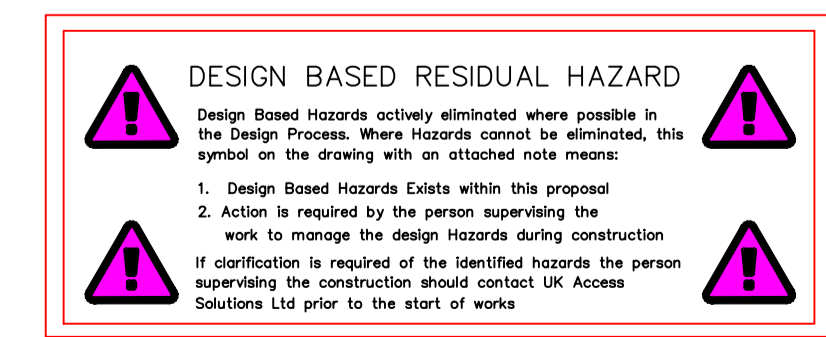 DESIGN BASED RESIDUAL HAZARD
Design Based Hazards actively eliminated where possible in
the Design Process. Where Hazards cannot be eliminated, this
symbol on the drawing with an attached note means:
1. Design Based Hazards Exists within this proposal
2. Action is required by the person supervising the
work to manage the design Hazards during construction
If clarification is required of the identified hazards the person
supervising the construction should contact UK Access
Solutions Ltd prior to the start of works